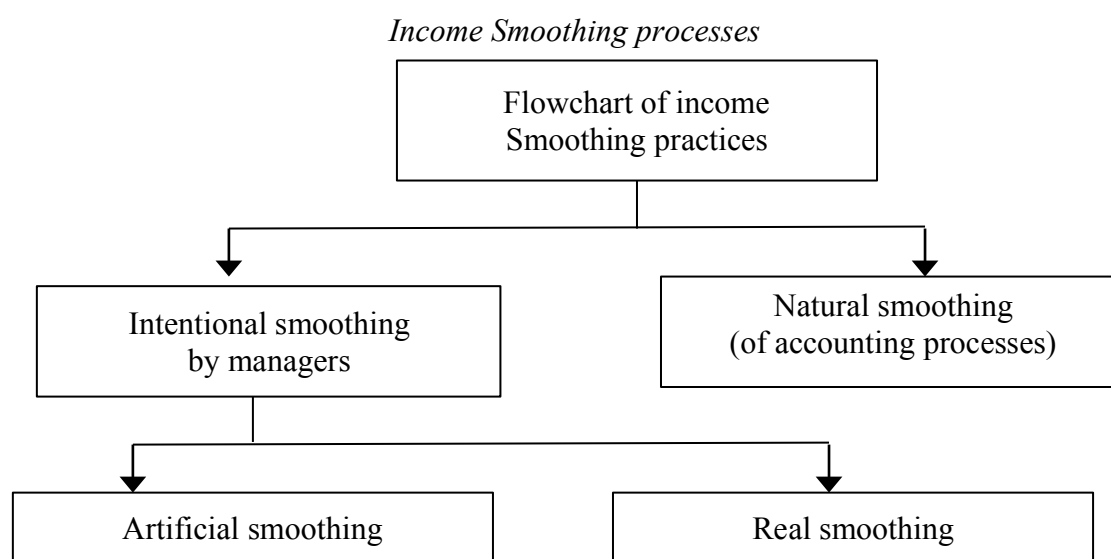 Income Smoothing processes
Flowchart of income
Smoothing practices
Intentional smoothing
by managers
Natural smoothing
(of accounting processes)
Artificial smoothing
Real smoothing